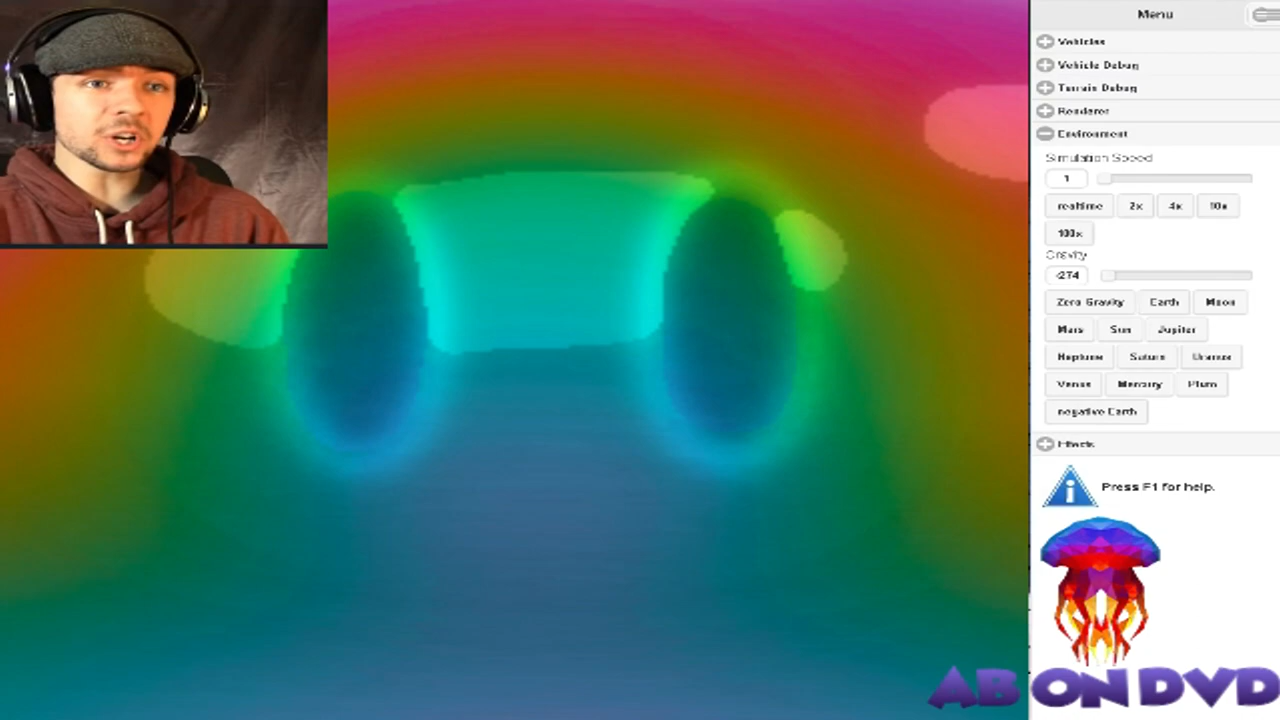 Menu
Vehicles
Vehicle Debug
Terrain Debug
Renderer
Environment
Simulation Speed
1
realtime 2x 4x 10x
100x
Gravity
-274
Zero Gravity Earth Moon
Mars Sun Jupiter
Neptune Saturn Uranus
Venus Mercury Pluto
negative Earth
Effects
Press F1 for help.
AB ON DVD